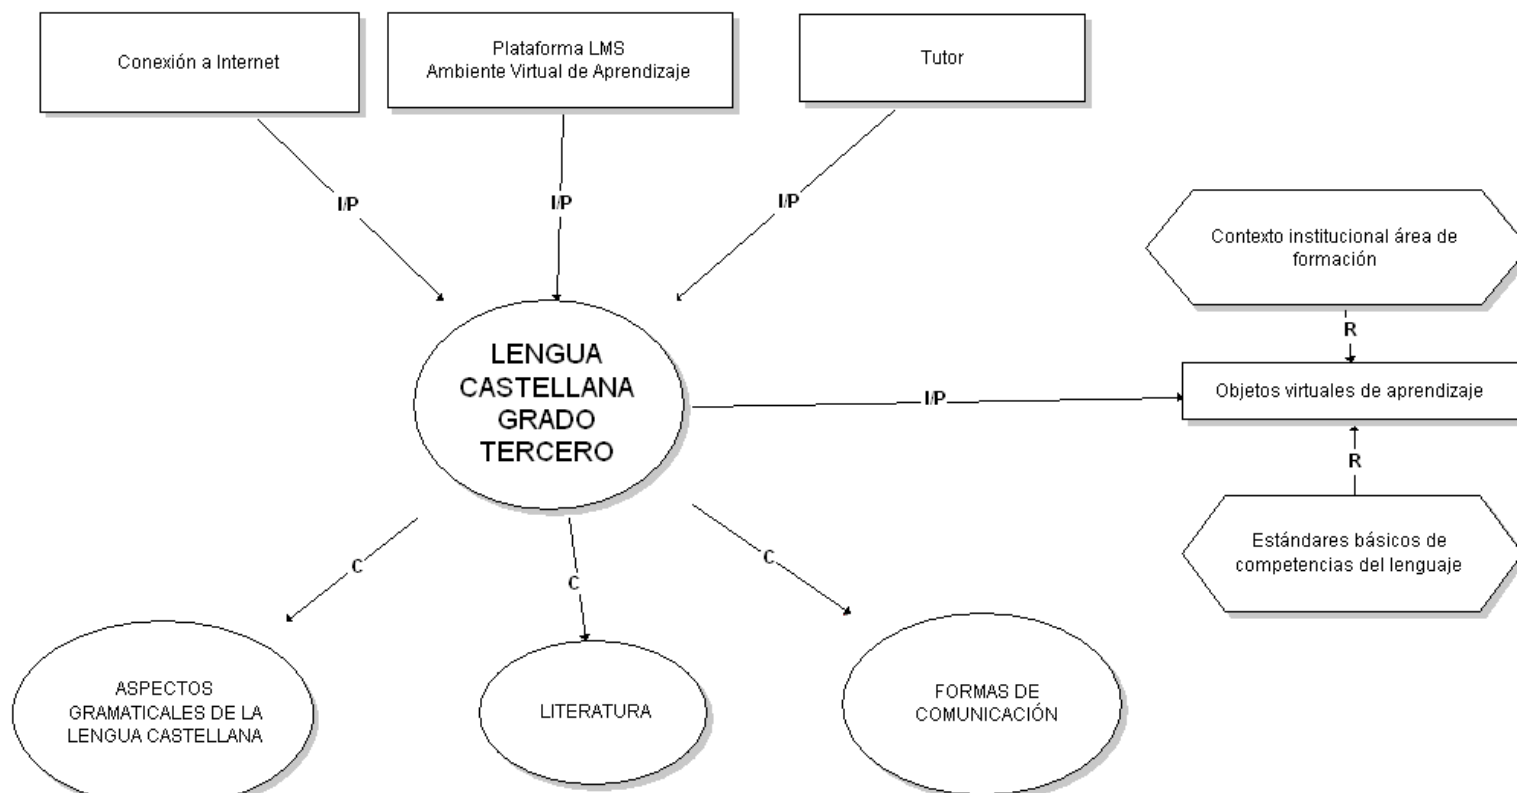 Conexión a Internet
Plataforma LMS
Ambiente Virtual de Aprendizaje
Tutor
I/P
I/P
I/P
Contexto institucional área de
formación
R
LENGUA
CASTELLANA
GRADO
TERCERO
I/P
Objetos virtuales de aprendizaje
R
Estándares básicos de
competencias del lenguaje
C
C
C
ASPECTOS
GRAMATICALES DE LA
LENGUA CASTELLANA
LITERATURA
FORMAS DE
COMUNICACIÓN